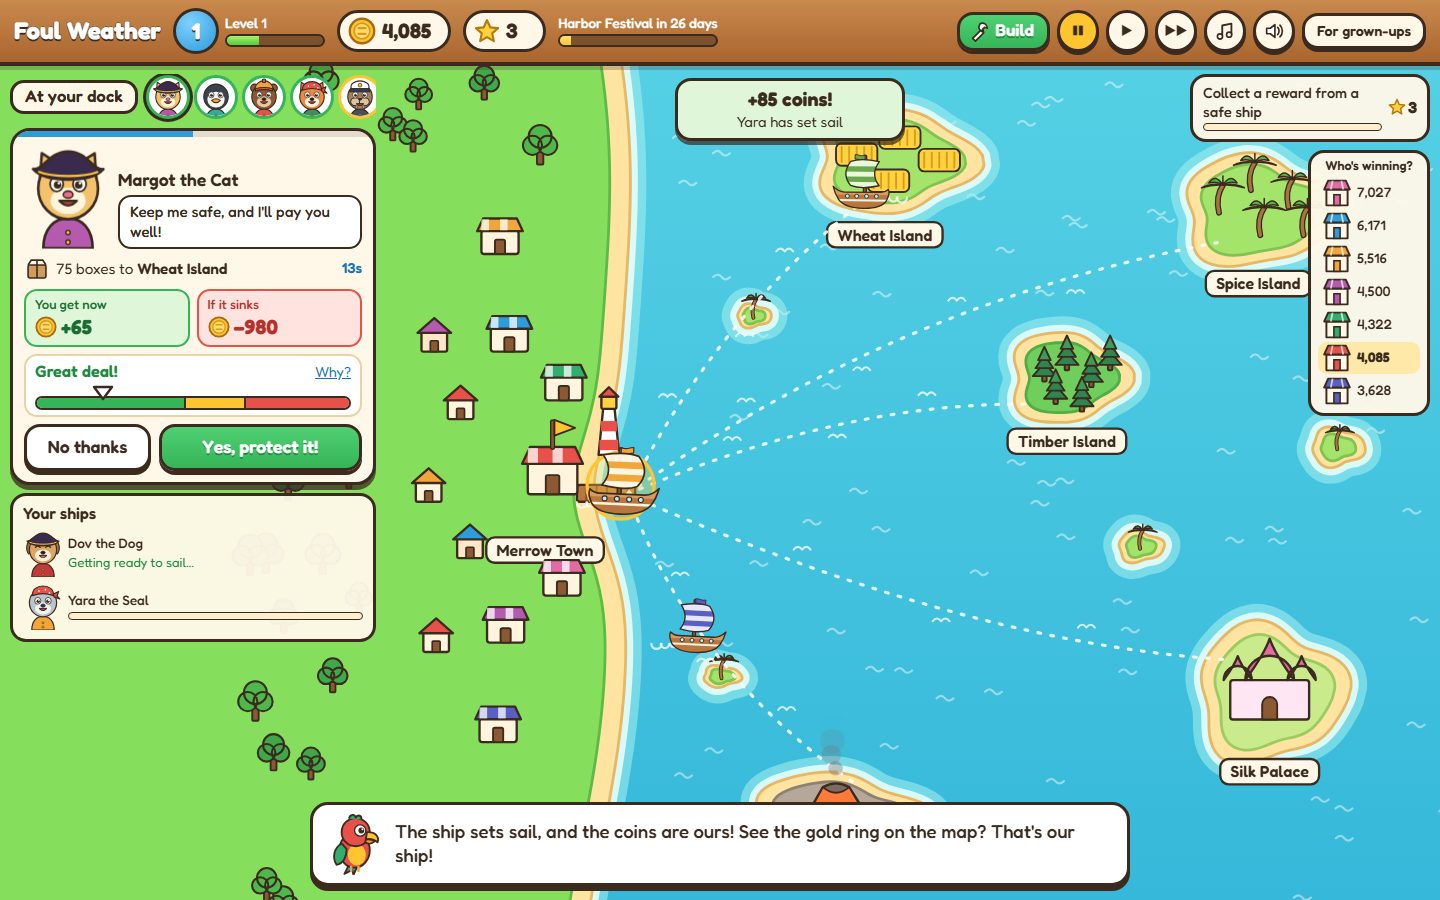 Foul Weather
1
Level 1
4,085
3
Harbor Festival in 26 days
Build
For grown-ups
At your dock
+85 coins!
Yara has set sail
Collect a reward from a
safe ship
3
Margot the Cat
Keep me safe, and I'll pay you
well!
75 boxes to Wheat Island
13s
You get now
+65
If it sinks
-980
Great deal!
Why?
No thanks
Yes, protect it!
Your ships
Dov the Dog
Getting ready to sail...
Yara the Seal
Who's winning?
7,027
6,171
5,516
4,500
4,322
4,085
3,628
Wheat Island
Spice Island
Timber Island
Merrow Town
Silk Palace
The ship sets sail, and the coins are ours! See the gold ring on the map? That's our
ship!